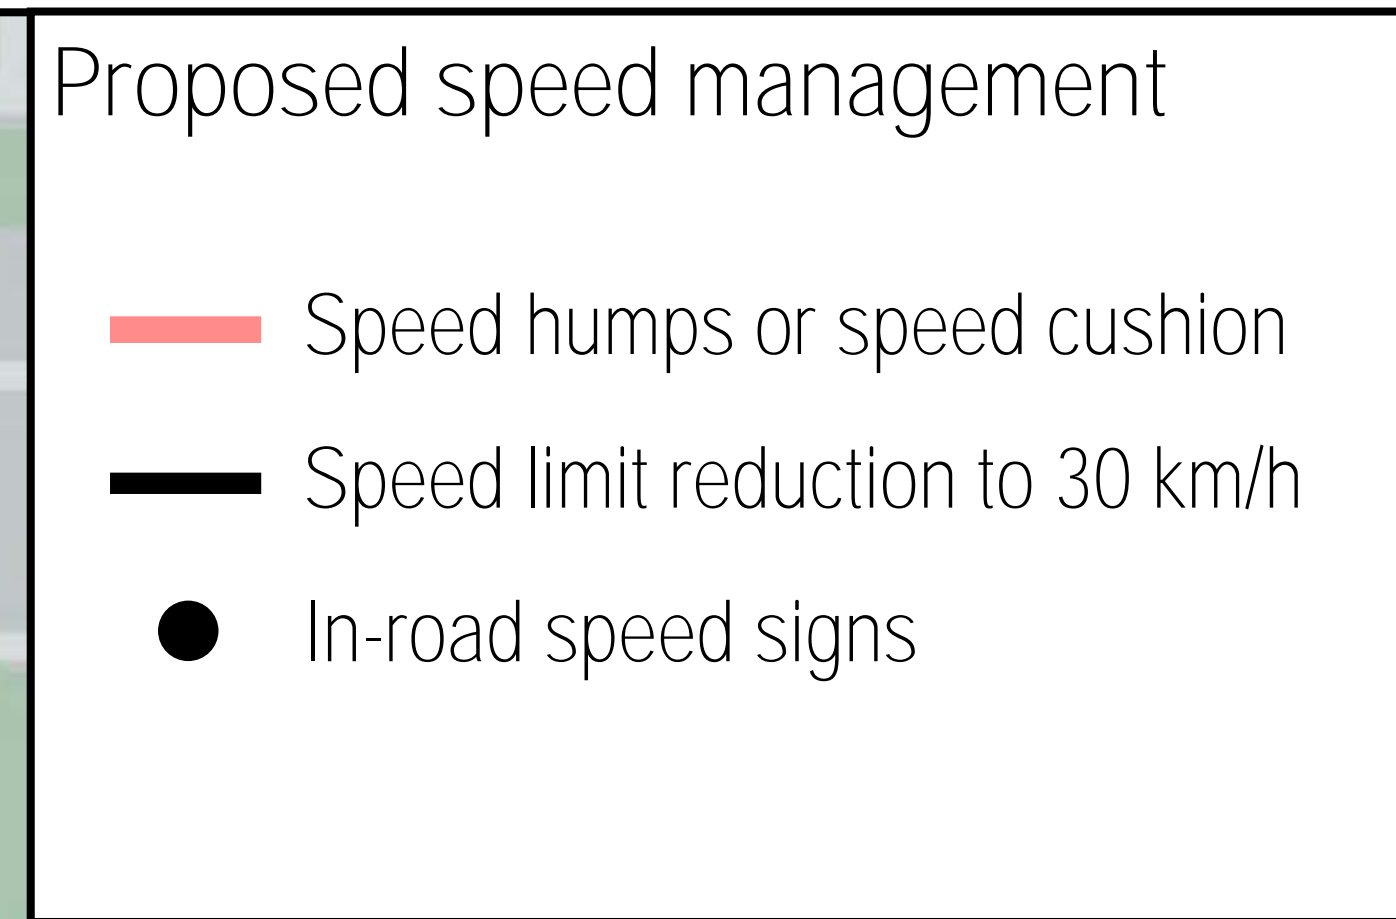 Proposed speed management
Speed humps or speed cushion
Speed limit reduction to 30 km/h
In-road speed signs